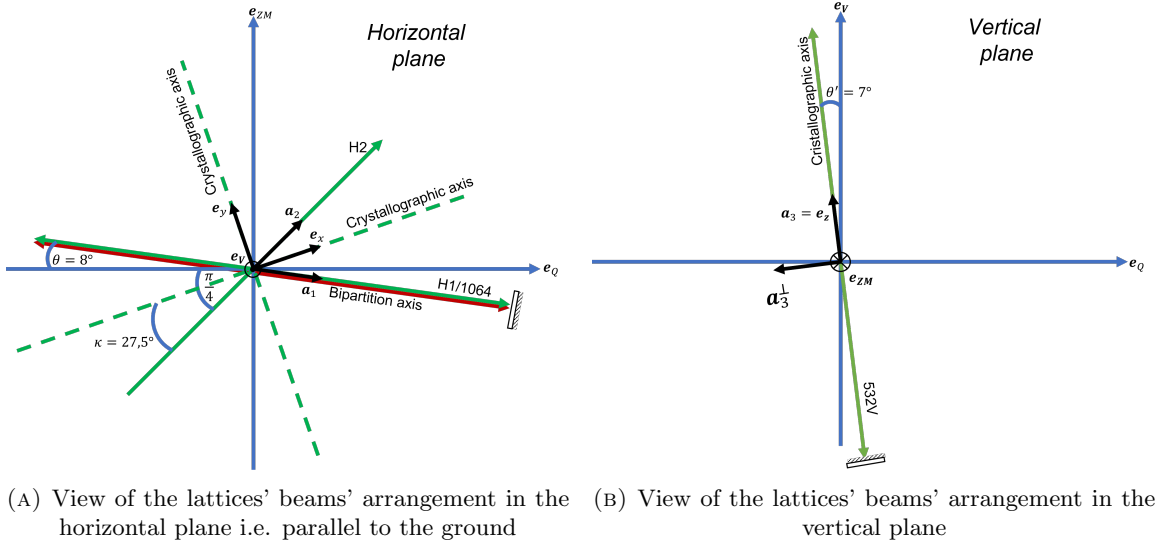 e_ZM
Horizontal
plane
Crystallographic axis
H2
Crystallographic axis
e_y
a_2
e_x
e_V
θ = 8°
e_Q
π/4
a_1
H1/1064
Bipartition axis
κ = 27,5°
(A) View of the lattices' beams' arrangement in the
horizontal plane i.e. parallel to the ground
e_V
Vertical
plane
Cristallographic axis
θ′ = 7°
a_3 = e_z
e_Q
e_ZM
a_3^⊥
532V
(B) View of the lattices' beams' arrangement in the
vertical plane